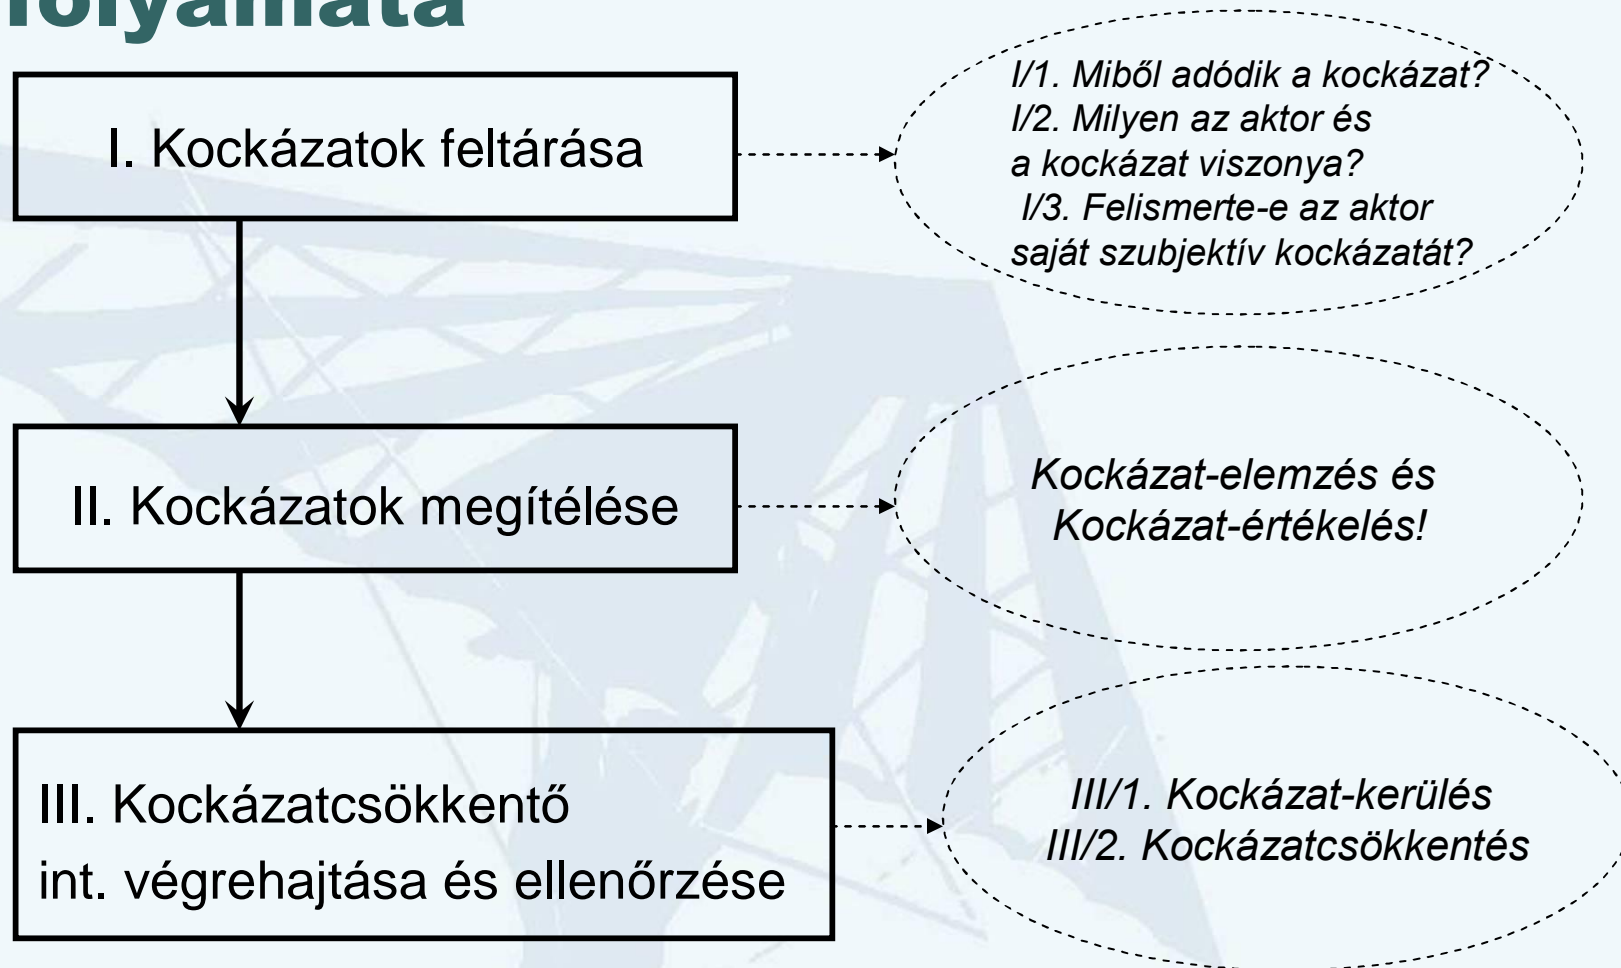 folyamata
I. Kockázatok feltárása
I/1. Miből adódik a kockázat?
I/2. Milyen az aktor és
a kockázat viszonya?
I/3. Felismerte-e az aktor
saját szubjektív kockázatát?
II. Kockázatok megítélése
Kockázat-elemzés és
Kockázat-értékelés!
III. Kockázatcsökkentő
int. végrehajtása és ellenőrzése
III/1. Kockázat-kerülés
III/2. Kockázatcsökkentés